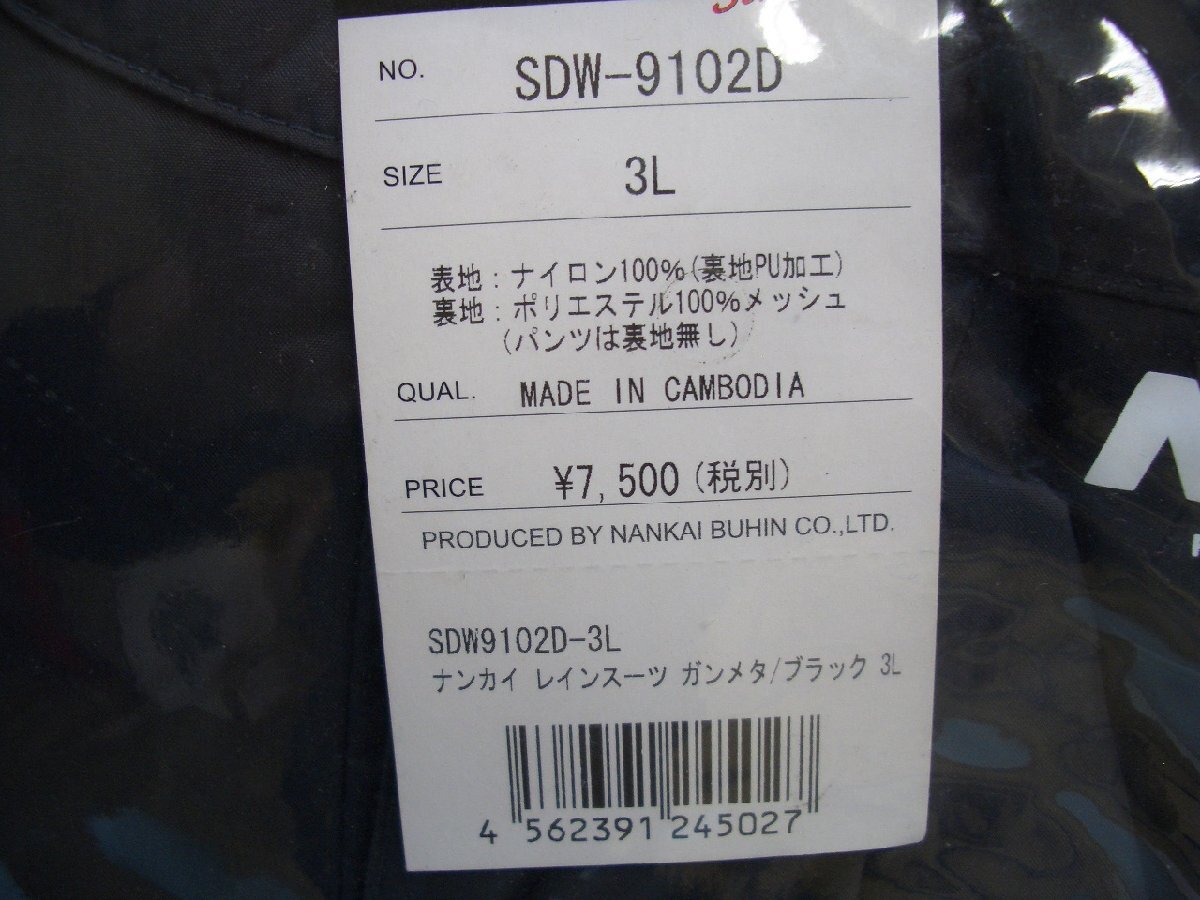 NO. SDW-9102D
SIZE 3L
表地：ナイロン100%(裏地PU加工)
裏地：ポリエステル100%メッシュ
(パンツは裏地無し)
QUAL. MADE IN CAMBODIA
PRICE ¥7,500(税別)
PRODUCED BY NANKAI BUHIN CO.,LTD.
SDW9102D-3L
ナンカイ レインスーツ ガンメタ/ブラック 3L
4 562391 245027